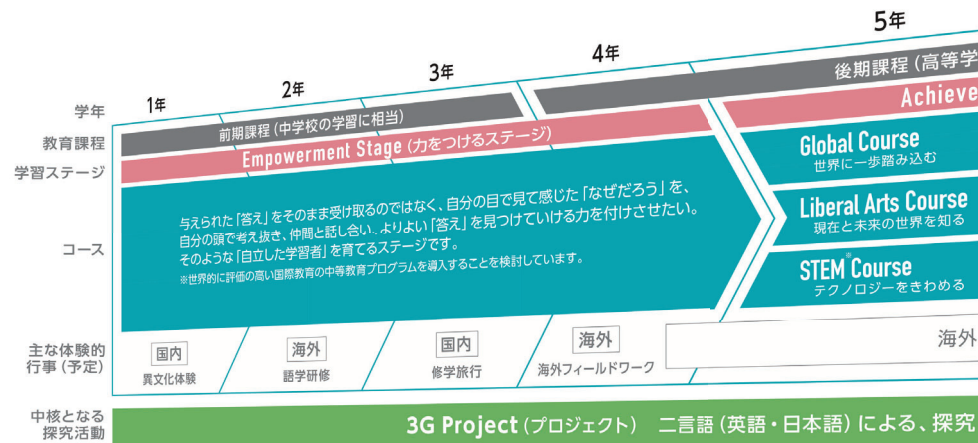 5年
4年
3年
2年
1年
学年
後期課程(高等学
前期課程(中学校の学習に相当)
教育課程
Achieve
Empowerment Stage(力をつけるステージ)
学習ステージ
Global Course
世界に一歩踏み込む
Liberal Arts Course
現在と未来の世界を知る
STEM※Course
テクノロジーをきわめる
コース
与えられた「答え」をそのまま受け取るのではなく、自分の目で見て感じた「なぜだろう」を、
自分の頭で考え抜き、仲間と話し合い、よりよい「答え」を見つけていける力を付けさせたい。
そのような「自立した学習者」を育てるステージです。
※世界的に評価の高い国際教育の中等教育プログラムを導入することを検討しています。
主な体験的
行事(予定)
国内
異文化体験
海外
語学研修
国内
修学旅行
海外
海外フィールドワーク
海外
中核となる
探究活動
3G Project(プロジェクト) 二言語(英語・日本語)による、探究